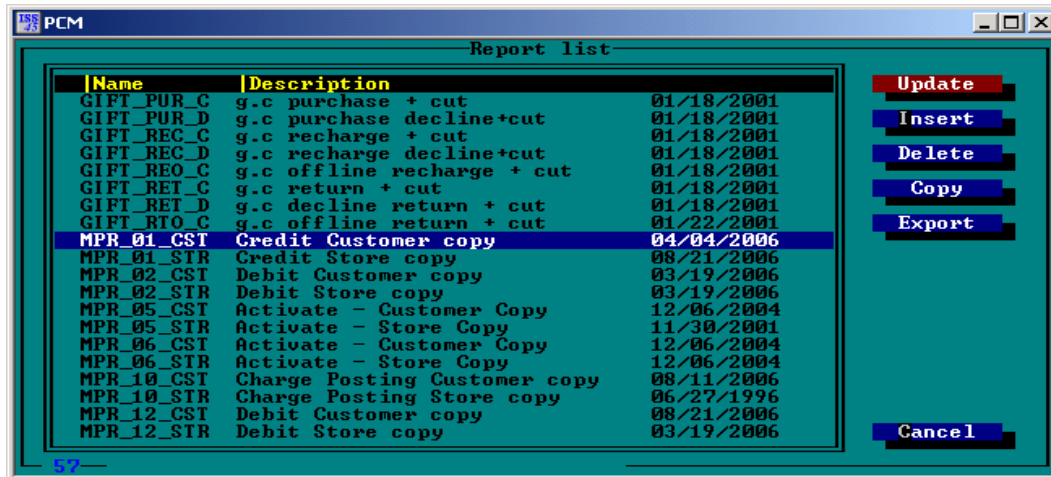 ISS 45 PCM
Report list
|Name |Description
GIFT_PUR_C g.c purchase + cut 01/18/2001
GIFT_PUR_D g.c purchase decline+cut 01/18/2001
GIFT_REC_C g.c recharge + cut 01/18/2001
GIFT_REC_D g.c recharge decline+cut 01/18/2001
GIFT_REO_C g.c offline recharge + cut 01/18/2001
GIFT_RET_C g.c return + cut 01/18/2001
GIFT_RET_D g.c decline return + cut 01/18/2001
GIFT_RTO_C g.c offline return + cut 01/22/2001
MPR_01_CST Credit Customer copy 04/04/2006
MPR_01_STR Credit Store copy 08/21/2006
MPR_02_CST Debit Customer copy 03/19/2006
MPR_02_STR Debit Store copy 03/19/2006
MPR_05_CST Activate - Customer Copy 12/06/2004
MPR_05_STR Activate - Store Copy 11/30/2001
MPR_06_CST Activate - Customer Copy 12/06/2004
MPR_06_STR Activate - Store Copy 12/06/2004
MPR_10_CST Charge Posting Customer copy 08/11/2006
MPR_10_STR Charge Posting Store copy 06/27/1996
MPR_12_CST Debit Customer copy 08/21/2006
MPR_12_STR Debit Store copy 03/19/2006
Update
Insert
Delete
Copy
Export
Cancel
57